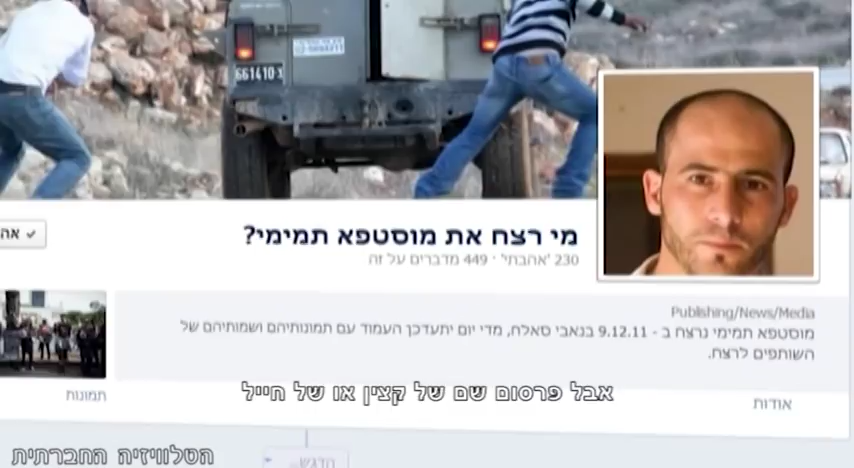 661410-צ
מי רצח את מוסטפא תמימי?
230 'אהבתי' · 449 מדברים על זה
Publishing/News/Media
מוסטפא תמימי נרצח ב - 9.12.11 בנאבי סאלח, מדי יום יתעדכן העמוד עם תמונותיהם ושמותיהם של
השותפים לרצח.
אודות
תמונות
אבל פרסום שם של קצין או של חייל
הטלוויזיה החברתית